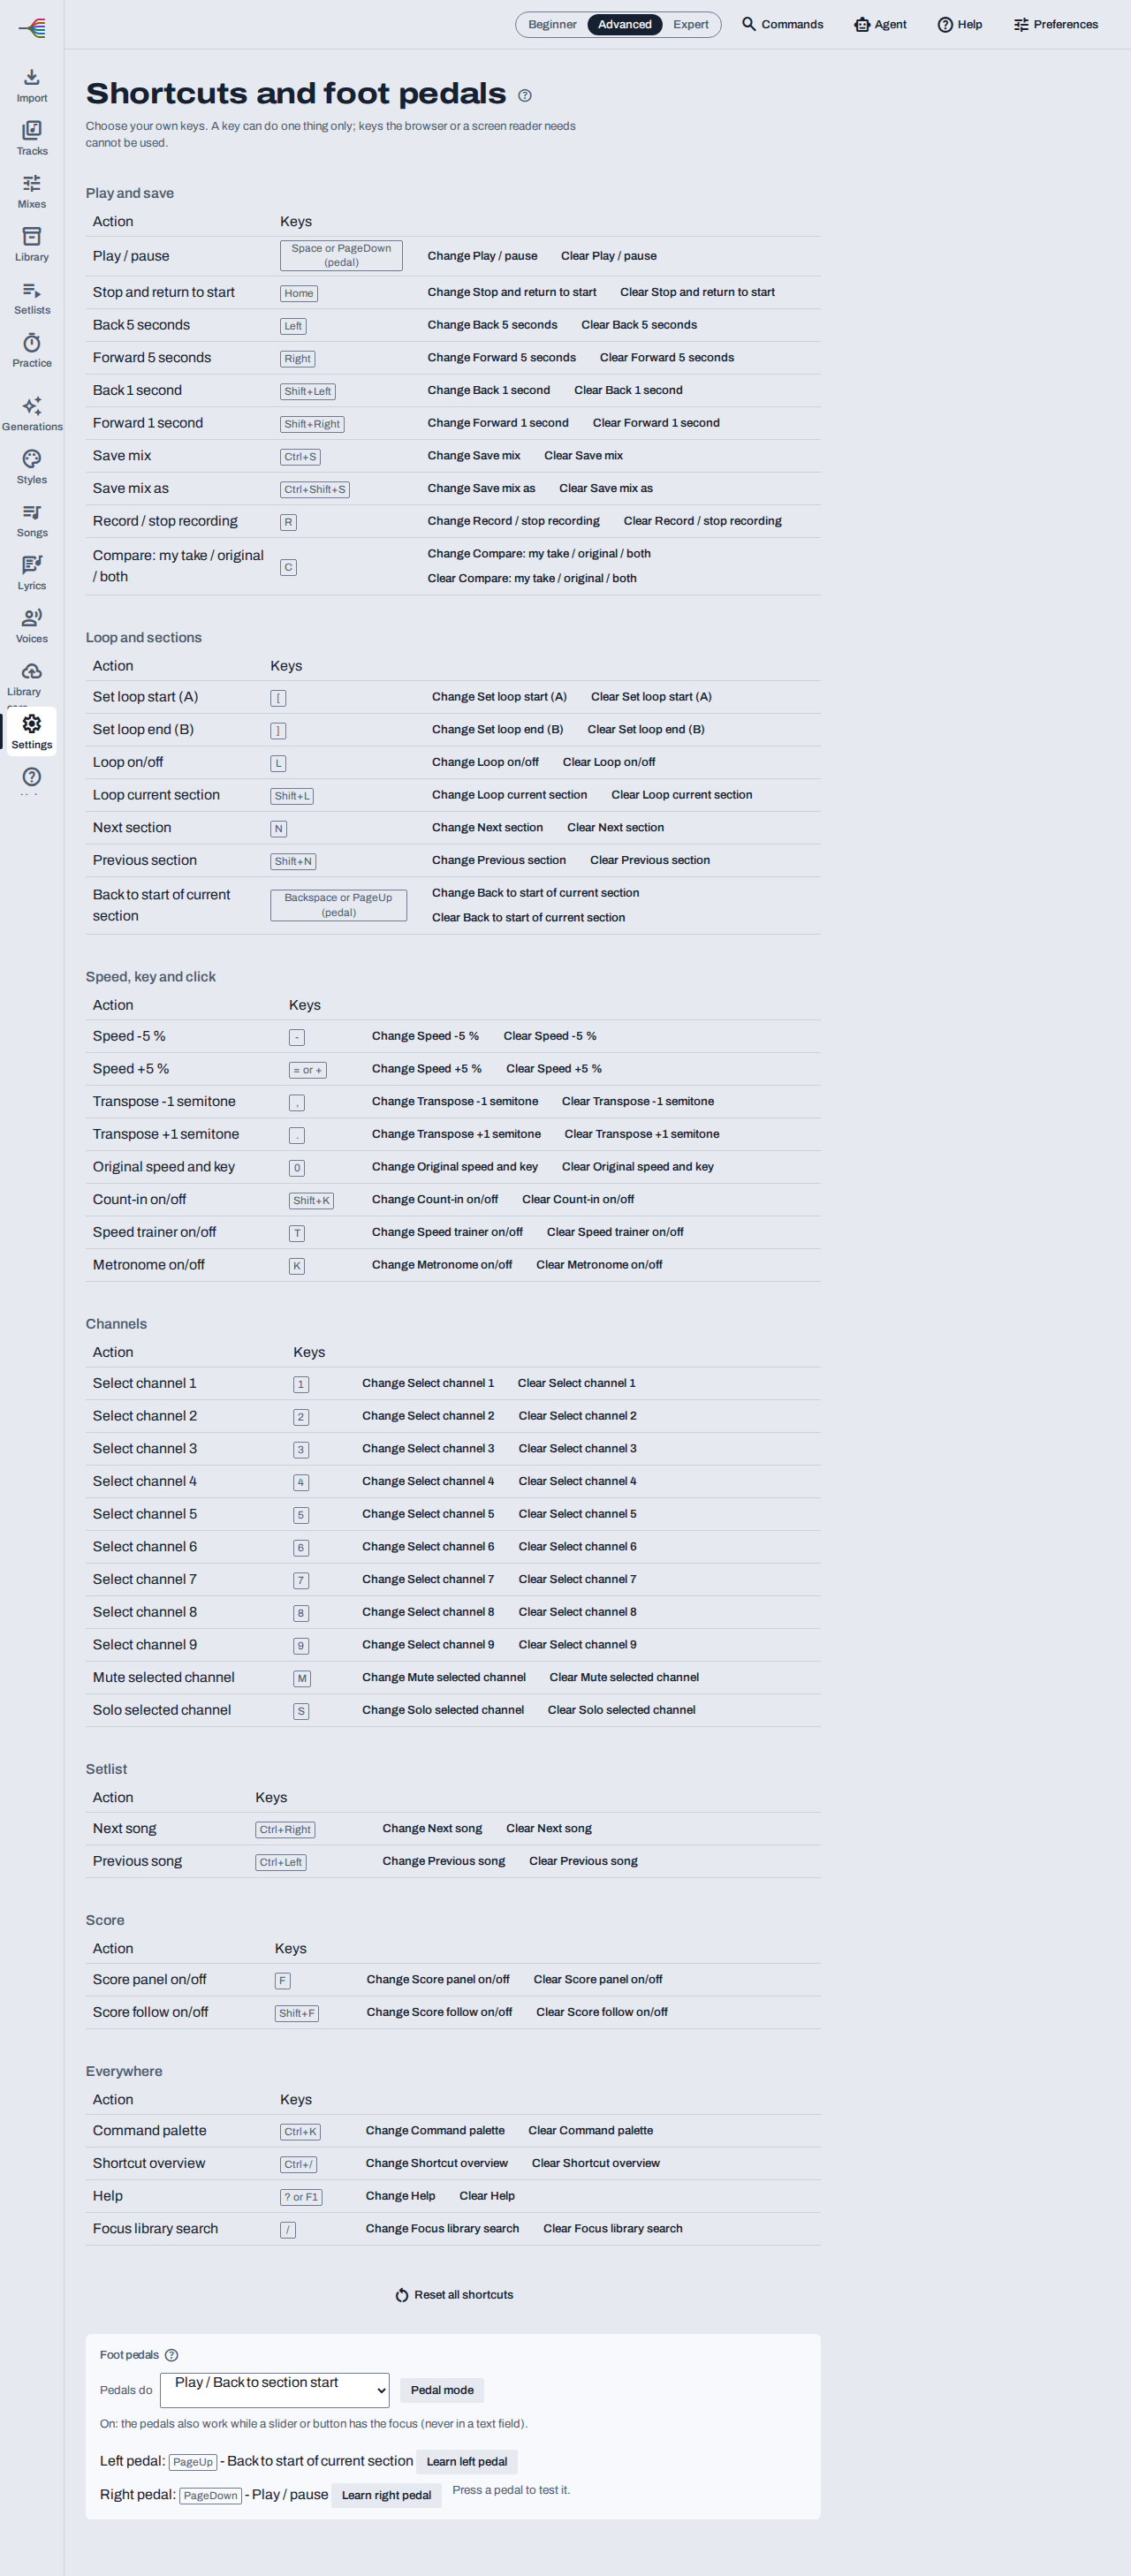 Beginner Advanced Expert Commands Agent Help Preferences
Import
Tracks
Mixes
Library
Setlists
Practice
Generations
Styles
Songs
Lyrics
Voices
Library
Settings
Shortcuts and foot pedals
Choose your own keys. A key can do one thing only; keys the browser or a screen reader needs
cannot be used.
Play and save
Action Keys
Play / pause Space or PageDown (pedal) Change Play / pause Clear Play / pause
Stop and return to start Home Change Stop and return to start Clear Stop and return to start
Back 5 seconds Left Change Back 5 seconds Clear Back 5 seconds
Forward 5 seconds Right Change Forward 5 seconds Clear Forward 5 seconds
Back 1 second Shift+Left Change Back 1 second Clear Back 1 second
Forward 1 second Shift+Right Change Forward 1 second Clear Forward 1 second
Save mix Ctrl+S Change Save mix Clear Save mix
Save mix as Ctrl+Shift+S Change Save mix as Clear Save mix as
Record / stop recording R Change Record / stop recording Clear Record / stop recording
Compare: my take / original / both C Change Compare: my take / original / both
Clear Compare: my take / original / both
Loop and sections
Action Keys
Set loop start (A) [ Change Set loop start (A) Clear Set loop start (A)
Set loop end (B) ] Change Set loop end (B) Clear Set loop end (B)
Loop on/off L Change Loop on/off Clear Loop on/off
Loop current section Shift+L Change Loop current section Clear Loop current section
Next section N Change Next section Clear Next section
Previous section Shift+N Change Previous section Clear Previous section
Back to start of current section Backspace or PageUp (pedal) Change Back to start of current section
Clear Back to start of current section
Speed, key and click
Action Keys
Speed -5 % - Change Speed -5 % Clear Speed -5 %
Speed +5 % = or + Change Speed +5 % Clear Speed +5 %
Transpose -1 semitone , Change Transpose -1 semitone Clear Transpose -1 semitone
Transpose +1 semitone . Change Transpose +1 semitone Clear Transpose +1 semitone
Original speed and key 0 Change Original speed and key Clear Original speed and key
Count-in on/off Shift+K Change Count-in on/off Clear Count-in on/off
Speed trainer on/off T Change Speed trainer on/off Clear Speed trainer on/off
Metronome on/off K Change Metronome on/off Clear Metronome on/off
Channels
Action Keys
Select channel 1 1 Change Select channel 1 Clear Select channel 1
Select channel 2 2 Change Select channel 2 Clear Select channel 2
Select channel 3 3 Change Select channel 3 Clear Select channel 3
Select channel 4 4 Change Select channel 4 Clear Select channel 4
Select channel 5 5 Change Select channel 5 Clear Select channel 5
Select channel 6 6 Change Select channel 6 Clear Select channel 6
Select channel 7 7 Change Select channel 7 Clear Select channel 7
Select channel 8 8 Change Select channel 8 Clear Select channel 8
Select channel 9 9 Change Select channel 9 Clear Select channel 9
Mute selected channel M Change Mute selected channel Clear Mute selected channel
Solo selected channel S Change Solo selected channel Clear Solo selected channel
Setlist
Action Keys
Next song Ctrl+Right Change Next song Clear Next song
Previous song Ctrl+Left Change Previous song Clear Previous song
Score
Action Keys
Score panel on/off F Change Score panel on/off Clear Score panel on/off
Score follow on/off Shift+F Change Score follow on/off Clear Score follow on/off
Everywhere
Action Keys
Command palette Ctrl+K Change Command palette Clear Command palette
Shortcut overview Ctrl+/ Change Shortcut overview Clear Shortcut overview
Help ? or F1 Change Help Clear Help
Focus library search / Change Focus library search Clear Focus library search
Reset all shortcuts
Foot pedals
Pedals do Play / Back to section start Pedal mode
On: the pedals also work while a slider or button has the focus (never in a text field).
Left pedal: PageUp - Back to start of current section Learn left pedal
Right pedal: PageDown - Play / pause Learn right pedal Press a pedal to test it.